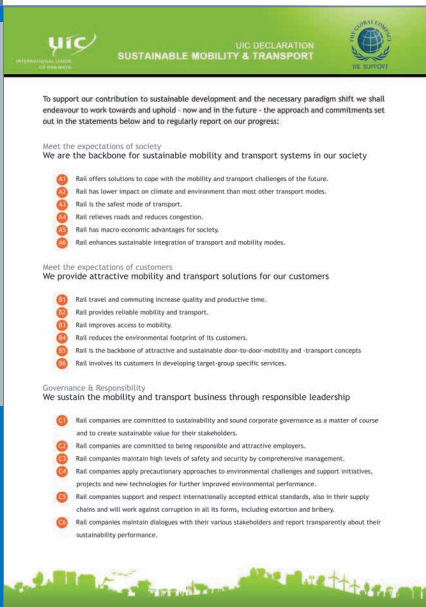 uic
INTERNATIONAL UNION
OF RAILWAYS
UIC DECLARATION
SUSTAINABLE MOBILITY & TRANSPORT
THE GLOBAL COMPACT
WE SUPPORT
To support our contribution to sustainable development and the necessary paradigm shift we shall
endeavour to work towards and uphold - now and in the future - the approach and commitments set
out in the statements below and to regularly report on our progress:
Meet the expectations of society
We are the backbone for sustainable mobility and transport systems in our society
A1 Rail offers solutions to cope with the mobility and transport challenges of the future.
A2 Rail has lower impact on climate and environment than most other transport modes.
A3 Rail is the safest mode of transport.
A4 Rail relieves roads and reduces congestion.
A5 Rail has macro-economic advantages for society.
A6 Rail enhances sustainable integration of transport and mobility modes.
Meet the expectations of customers
We provide attractive mobility and transport solutions for our customers
B1 Rail travel and commuting increase quality and productive time.
B2 Rail provides reliable mobility and transport.
B3 Rail improves access to mobility.
B4 Rail reduces the environmental footprint of its customers.
B5 Rail is the backbone of attractive and sustainable door-to-door-mobility and -transport concepts
B6 Rail involves its customers in developing target-group specific services.
Governance & Responsibility
We sustain the mobility and transport business through responsible leadership
C1 Rail companies are committed to sustainability and sound corporate governance as a matter of course
and to create sustainable value for their stakeholders.
C2 Rail companies are committed to being responsible and attractive employers.
C3 Rail companies maintain high levels of safety and security by comprehensive management.
C4 Rail companies apply precautionary approaches to environmental challenges and support initiatives,
projects and new technologies for further improved environmental performance.
C5 Rail companies support and respect internationally accepted ethical standards, also in their supply
chains and will work against corruption in all its forms, including extortion and bribery.
C6 Rail companies maintain dialogues with their various stakeholders and report transparently about their
sustainability performance.